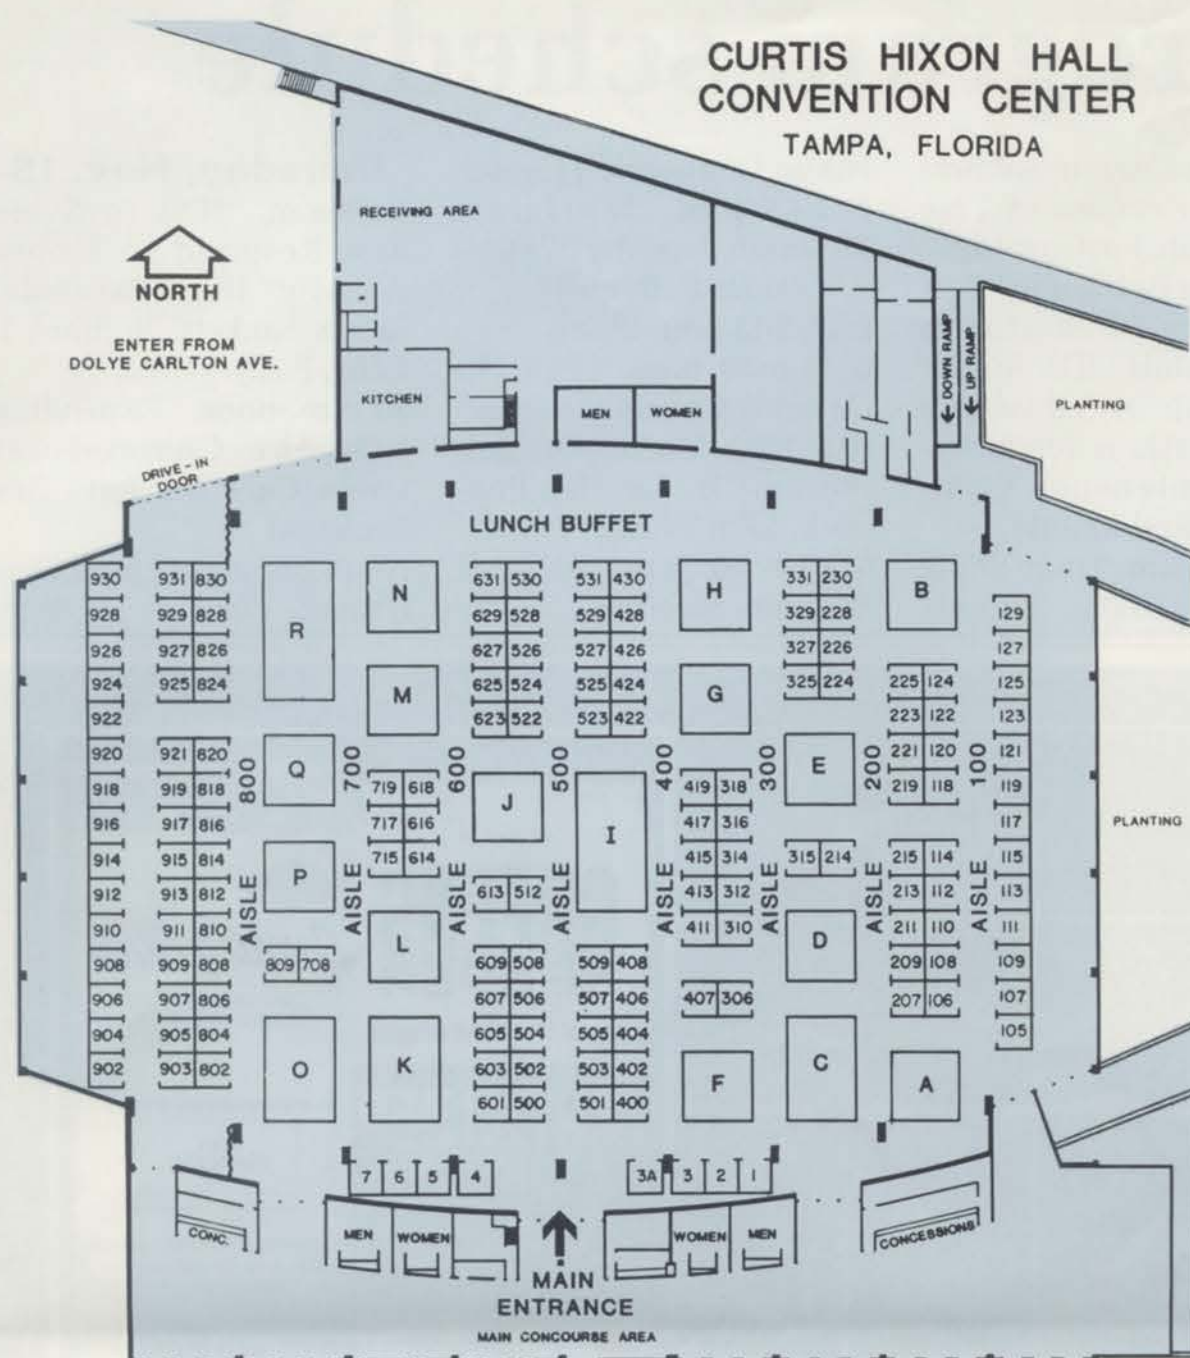 CURTIS HIXON HALL
CONVENTION CENTER
TAMPA, FLORIDA
RECEIVING AREA
NORTH
ENTER FROM
DOLYE CARLTON AVE.
KITCHEN
MEN
WOMEN
DOWN RAMP
UP RAMP
PLANTING
DRIVE-IN
DOOR
LUNCH BUFFET
930 931 830 R N 631 530 531 430 H 331 230 B
928 929 828 629 528 529 428 329 228 129
926 927 826 627 526 527 426 327 226 127
924 925 824 M 625 524 525 424 G 325 224 225 124 125
922 623 522 523 422 223 122 123
920 921 820 Q E 221 120 121
918 919 818 719 618 J I 419 318 219 118 119
916 917 816 717 616 417 316 117
914 915 814 P 715 614 415 314 315 214 215 114 115
912 913 812 613 512 413 312 213 112 113
910 911 810 L 411 310 D 211 110 111
908 909 808 809 708 609 508 509 408 209 108 109
906 907 806 607 506 507 406 407 306 207 106 107
904 905 804 605 504 505 404 105
902 903 802 O K 603 502 503 402 F C A
601 500 501 400
AISLE 800
AISLE 700
AISLE 600
AISLE 500
AISLE 400
AISLE 300
AISLE 200
AISLE 100
PLANTING
7 6 5 4 3A 3 2 1
CONC.
MEN
WOMEN
WOMEN
MEN
CONCESSIONS
MAIN
ENTRANCE
MAIN CONCOURSE AREA